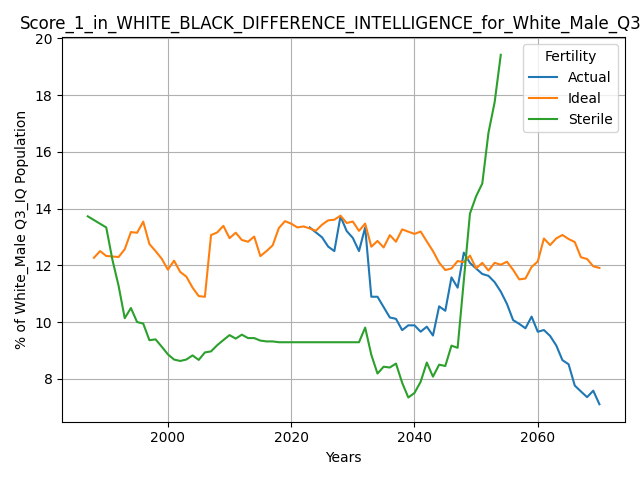 Score_1_in_WHITE_BLACK_DIFFERENCE_INTELLIGENCE_for_White_Male_Q3
Fertility
Actual
Ideal
Sterile
% of White_Male Q3_IQ Population
20
18
16
14
12
10
8
2000
2020
2040
2060
Years